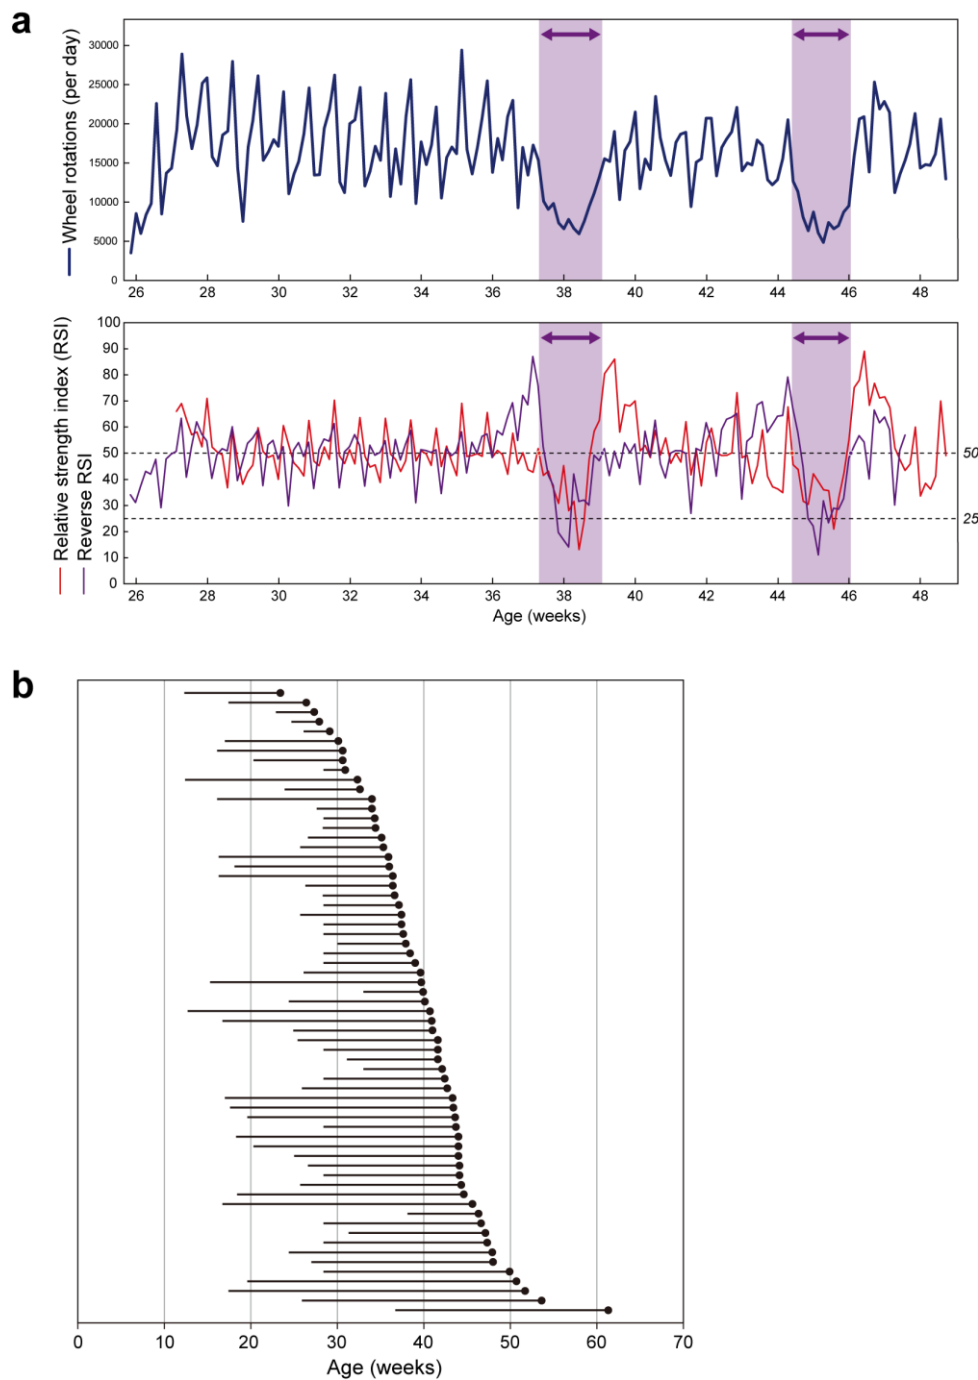 a
Wheel rotations (per day)
30000
25000
20000
15000
10000
5000
0
26 28 30 32 34 36 38 40 42 44 46 48
Relative strength index (RSI)
Reverse RSI
100
90
80
70
60
50
40
30
20
10
0
50
25
26 28 30 32 34 36 38 40 42 44 46 48
Age (weeks)
b
0 10 20 30 40 50 60 70
Age (weeks)